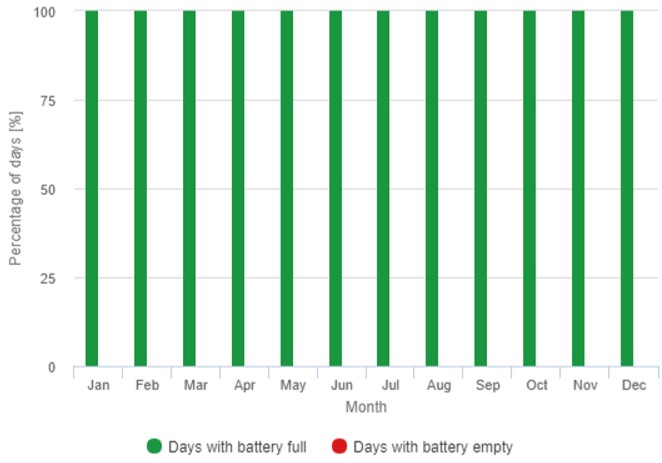 100
75
50
25
0
Percentage of days [%]
Jan Feb Mar Apr May Jun Jul Aug Sep Oct Nov Dec
Month
Days with battery full Days with battery empty